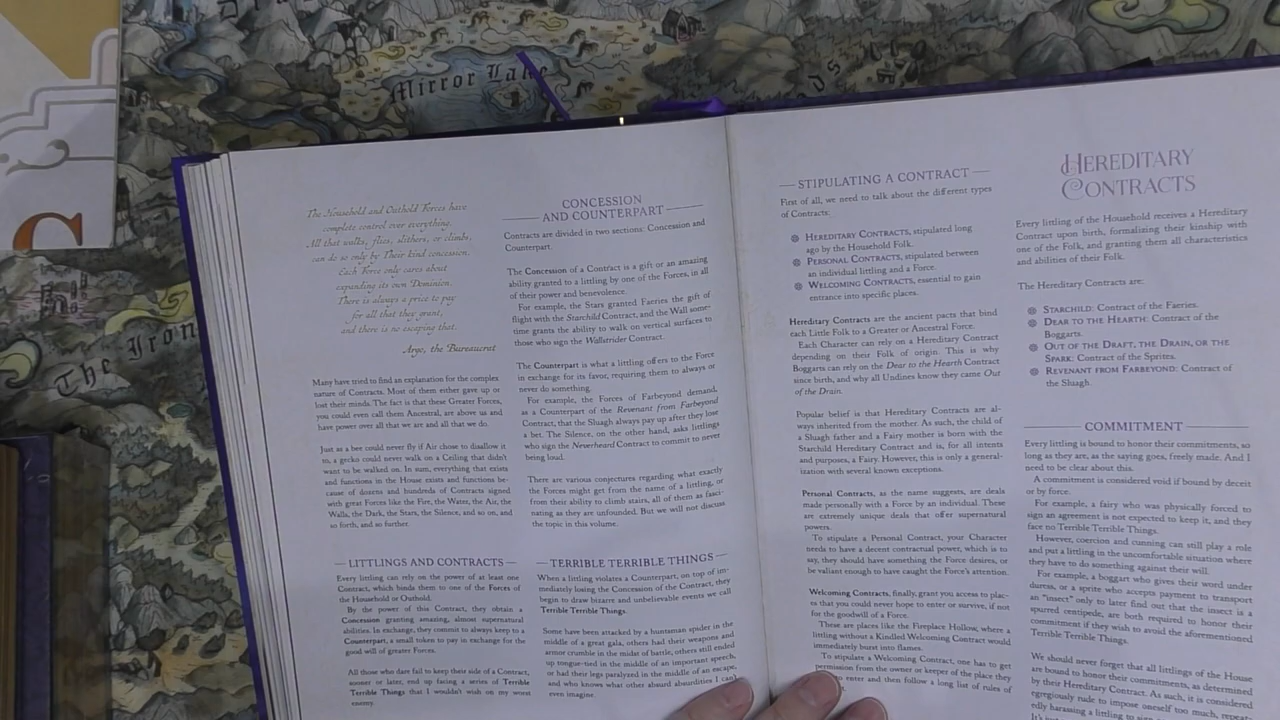 Mirror Lake
The Iron
S
The Household and Outhold Forces have
complete control over everything.
All that walks, flies, slithers, or climbs,
can do so only by Their kind concession.
Each Force only cares about
expanding its own Dominion.
There is always a price to pay
for all that they grant,
and there is no escaping that.
Argo, the Bureaucrat
Many have tried to find an explanation for the complex
nature of Contracts. Most of them either gave up or
lost their minds. The fact is that these Greater Forces,
you could even call them Ancestral, are above us and
have power over all that we are and all that we do.
Just as a bee could never fly if Air chose to disallow it
so, a gecko could never walk on a Ceiling that didn't
want to be walked on. In sum, everything that exists
and functions in the House exists and functions be-
cause of dozens and hundreds of Contracts signed
with great Forces like the Fire, the Water, the Air, the
Walls, the Dark, the Stars, the Silence, and so on, and
so forth, and so further.
LITTLINGS AND CONTRACTS
Every littling can rely on the power of at least one
Contract, which binds them to one of the Forces of
the Household or Outhold.
By the power of this Contract, they obtain a
Concession granting amazing, almost supernatural
abilities. In exchange, they commit to always keep to a
Counterpart, a small token to pay in exchange for the
good will of greater Forces.
All those who dare fail to keep their side of a Contract,
sooner or later, end up facing a series of Terrible
Terrible Things that I wouldn't wish on my worst
enemy.
CONCESSION
AND COUNTERPART
Contracts are divided in two sections: Concession and
Counterpart.
The Concession of a Contract is a gift or an amazing
ability granted to a littling by one of the Forces, in all
of their power and benevolence.
For example, the Stars granted Faeries the gift of
flight with the Starchild Contract, and the Wall some-
time grants the ability to walk on vertical surfaces to
those who sign the Wallstrider Contract.
The Counterpart is what a littling offers to the Force
in exchange for its favor, requiring them to always or
never do something.
For example, the Forces of Farbeyond demand,
as a Counterpart of the Revenant from Farbeyond
Contract, that the Sluagh always pay up after they lose
a bet. The Silence, on the other hand, asks littlings
who sign the Neverheard Contract to commit to never
being loud.
There are various conjectures regarding what exactly
the Forces might get from the name of a littling, or
from their ability to climb stairs, all of them as fasci-
nating as they are unfounded. But we will not discuss
the topic in this volume.
TERRIBLE TERRIBLE THINGS
When a littling violates a Counterpart, on top of im-
mediately losing the Concession of the Contract, they
begin to draw bizarre and unbelievable events we call
Terrible Terrible Things.
Some have been attacked by a huntsman spider in the
middle of a great gala, others had their weapons and
armor crumble in the midst of battle, others still ended
up tongue-tied in the middle of an important speech,
or had their legs paralyzed in the middle of an escape,
and who knows what other absurd absurdities I can't
even imagine.
STIPULATING A CONTRACT
First of all, we need to talk about the different types
of Contracts.
HEREDITARY CONTRACTS, stipulated long
ago by the Household Folk.
PERSONAL CONTRACTS, stipulated between
an individual littling and a Force.
WELCOMING CONTRACTS, essential to gain
entrance into specific places.
Hereditary Contracts are the ancient pacts that bind
each Little Folk to a Greater or Ancestral Force.
Each Character can rely on a Hereditary Contract
depending on their Folk of origin. This is why
Boggarts can rely on the Dear to the Hearth Contract
since birth, and why all Undines know they came Out
of the Drain.
Popular belief is that Hereditary Contracts are al-
ways inherited from the mother. As such, the child of
a Sluagh father and a Fairy mother is born with the
Starchild Hereditary Contract and is, for all intents
and purposes, a Fairy. However, this is only a general-
ization with several known exceptions.
Personal Contracts, as the name suggests, are deals
made personally with a Force by an individual. These
are extremely unique deals that offer supernatural
powers.
To stipulate a Personal Contract, your Character
needs to have a decent contractual power, which is to
say, they should have something the Force desires, or
be valiant enough to have caught the Force's attention.
Welcoming Contracts, finally, grant you access to plac-
es that you could never hope to enter or survive, if not
for the goodwill of a Force.
These are places like the Fireplace Hollow, where a
littling without a Kindled Welcoming Contract would
immediately burst into flames.
To stipulate a Welcoming Contract, one has to get
permission from the owner or keeper of the place they
to enter and then follow a long list of rules of
HEREDITARY
CONTRACTS
Every littling of the Household receives a Hereditary
Contract upon birth, formalizing their kinship with
one of the Folk, and granting them all characteristics
and abilities of their Folk.
The Hereditary Contracts are:
STARCHILD: Contract of the Faeries.
DEAR TO THE HEARTH: Contract of the
Boggarts.
OUT OF THE DRAFT, THE DRAIN, OR THE
SPARK: Contract of the Sprites.
REVENANT FROM FARBEYOND: Contract of
the Sluagh.
COMMITMENT
Every littling is bound to honor their commitments, so
long as they are, as the saying goes, freely made. And I
need to be clear about this.
A commitment is considered void if bound by deceit
or by force.
For example, a fairy who was physically forced to
sign an agreement is not expected to keep it, and they
face no Terrible Terrible Things.
However, coercion and cunning can still play a role
and put a littling in the uncomfortable situation where
they have to do something against their will.
For example, a boggart who gives their word under
duress, or a sprite who accepts payment to transport
an "insect" only to later find out that the insect is a
spurred centipede, are both required to honor their
commitment if they wish to avoid the aforementioned
Terrible Terrible Things.
We should never forget that all littlings of the House
are bound to honor their commitments, as determined
by their Hereditary Contract. As such, it is considered
egregiously rude to impose oneself too much, repeat-
edly harassing a littling to